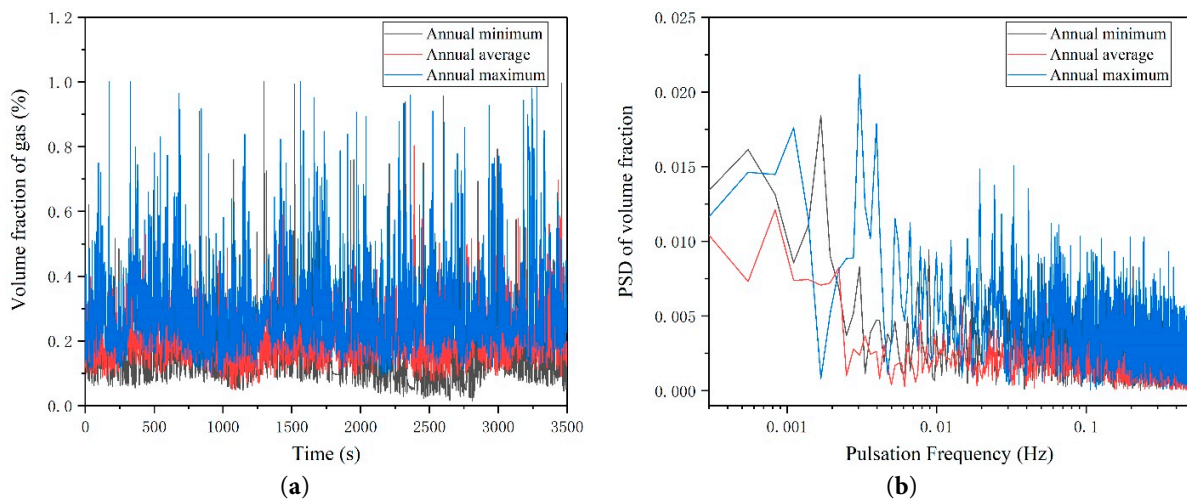 1.2
1.0
0.8
0.6
0.4
0.2
0.0
Volume fraction of gas (%)
Annual minimum
Annual average
Annual maximum
0 500 1000 1500 2000 2500 3000 3500
Time (s)
(a)
0.025
0.020
0.015
0.010
0.005
0.000
PSD of volume fraction
Annual minimum
Annual average
Annual maximum
0.001 0.01 0.1
Pulsation Frequency (Hz)
(b)